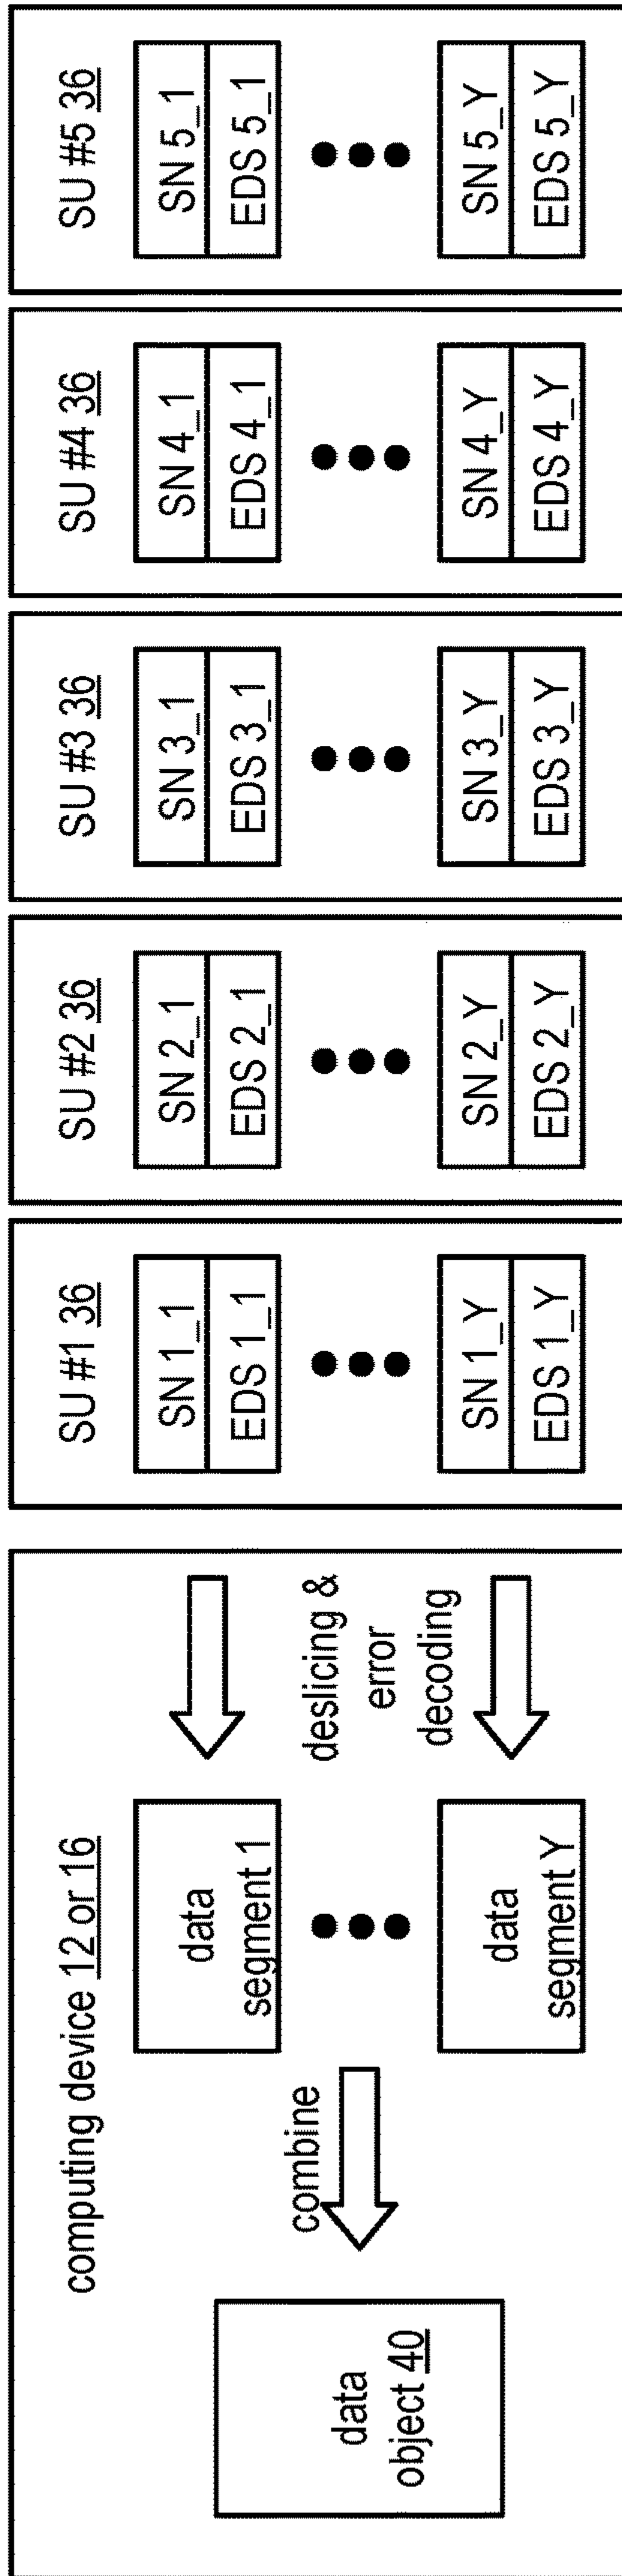 computing device 12 or 16
data
object 40
combine
data
segment 1
data
segment Y
deslicing &
error
decoding
SU #1 36
SN 1_1
EDS 1_1
SN 1_Y
EDS 1_Y
SU #2 36
SN 2_1
EDS 2_1
SN 2_Y
EDS 2_Y
SU #3 36
SN 3_1
EDS 3_1
SN 3_Y
EDS 3_Y
SU #4 36
SN 4_1
EDS 4_1
SN 4_Y
EDS 4_Y
SU #5 36
SN 5_1
EDS 5_1
SN 5_Y
EDS 5_Y